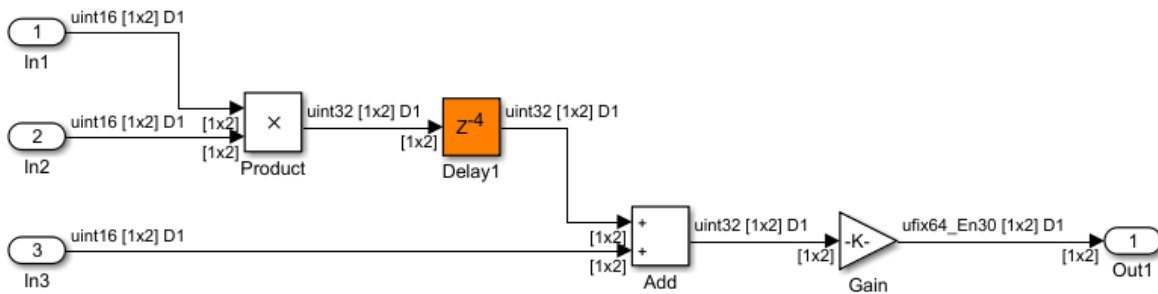 uint16 [1x2] D1
1
In1
uint16 [1x2] D1
2
In2
[1x2]
[1x2]
×
Product
uint32 [1x2] D1
[1x2]
Z-4
Delay1
uint32 [1x2] D1
uint16 [1x2] D1
3
In3
[1x2]
[1x2]
+
+
Add
uint32 [1x2] D1
[1x2]
-K-
Gain
ufix64_En30 [1x2] D1
[1x2]
1
Out1